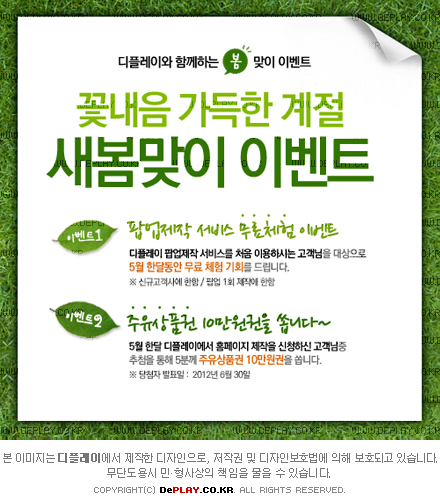 디플레이와 함께하는 봄 맞이 이벤트
꽃내음 가득한 계절
새봄맞이 이벤트
이벤트1
팝업제작 서비스 무료체험 이벤트
디플레이 팝업제작 서비스를 처음 이용하시는 고객님을 대상으로
5월 한달동안 무료 체험 기회를 드립니다.
※ 신규고객사에 한함 / 팝업 1회 제작에 한함
이벤트2
주유상품권 10만원권을 쏩니다~
5월 한달 디플레이에서 홈페이지 제작을 신청하신 고객님중
추첨을 통해 5분께 주유상품권 10만원권을 쏩니다.
※ 당첨자 발표일 : 2012년 6월 30일
본 이미지는 디플레이에서 제작한 디자인으로, 저작권 및 디자인보호법에 의해 보호되고 있습니다.
무단도용시 민·형사상의 책임을 물을 수 있습니다.
COPYRIGHT(C) DePLAY.CO.KR. ALL RIGHTS RESERVED.